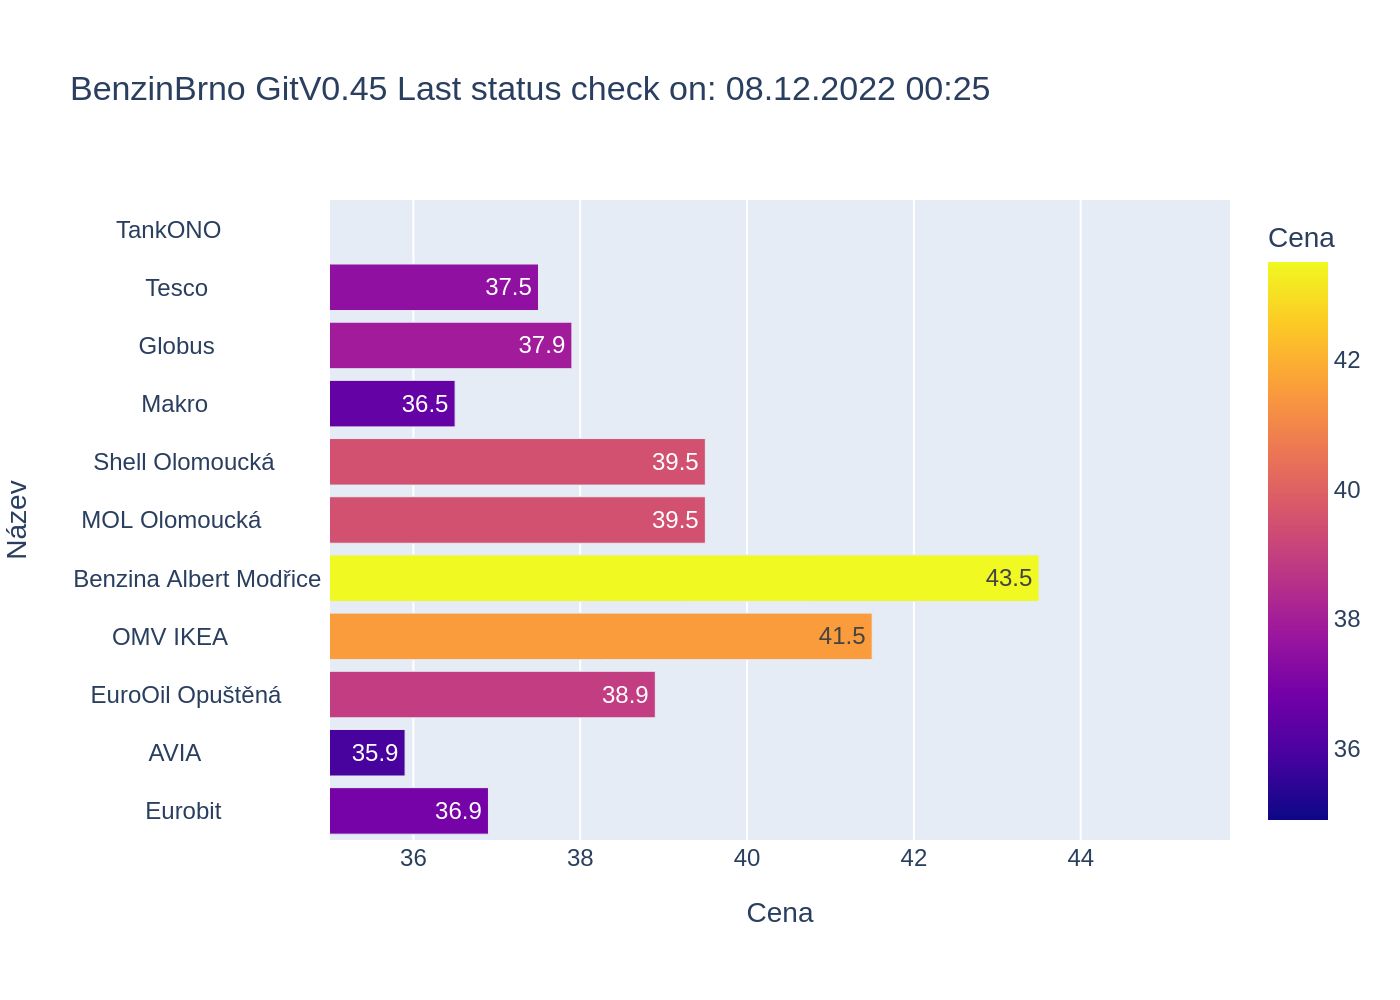 BenzinBrno GitV0.45 Last status check on: 08.12.2022 00:25
Cena
TankONO
Tesco 37.5
Globus 37.9
Makro 36.5
Shell Olomoucká 39.5
MOL Olomoucká 39.5
Benzina Albert Modřice 43.5
OMV IKEA 41.5
EuroOil Opuštěná 38.9
AVIA 35.9
Eurobit 36.9
Název
36 38 40 42 44
Cena
42
40
38
36